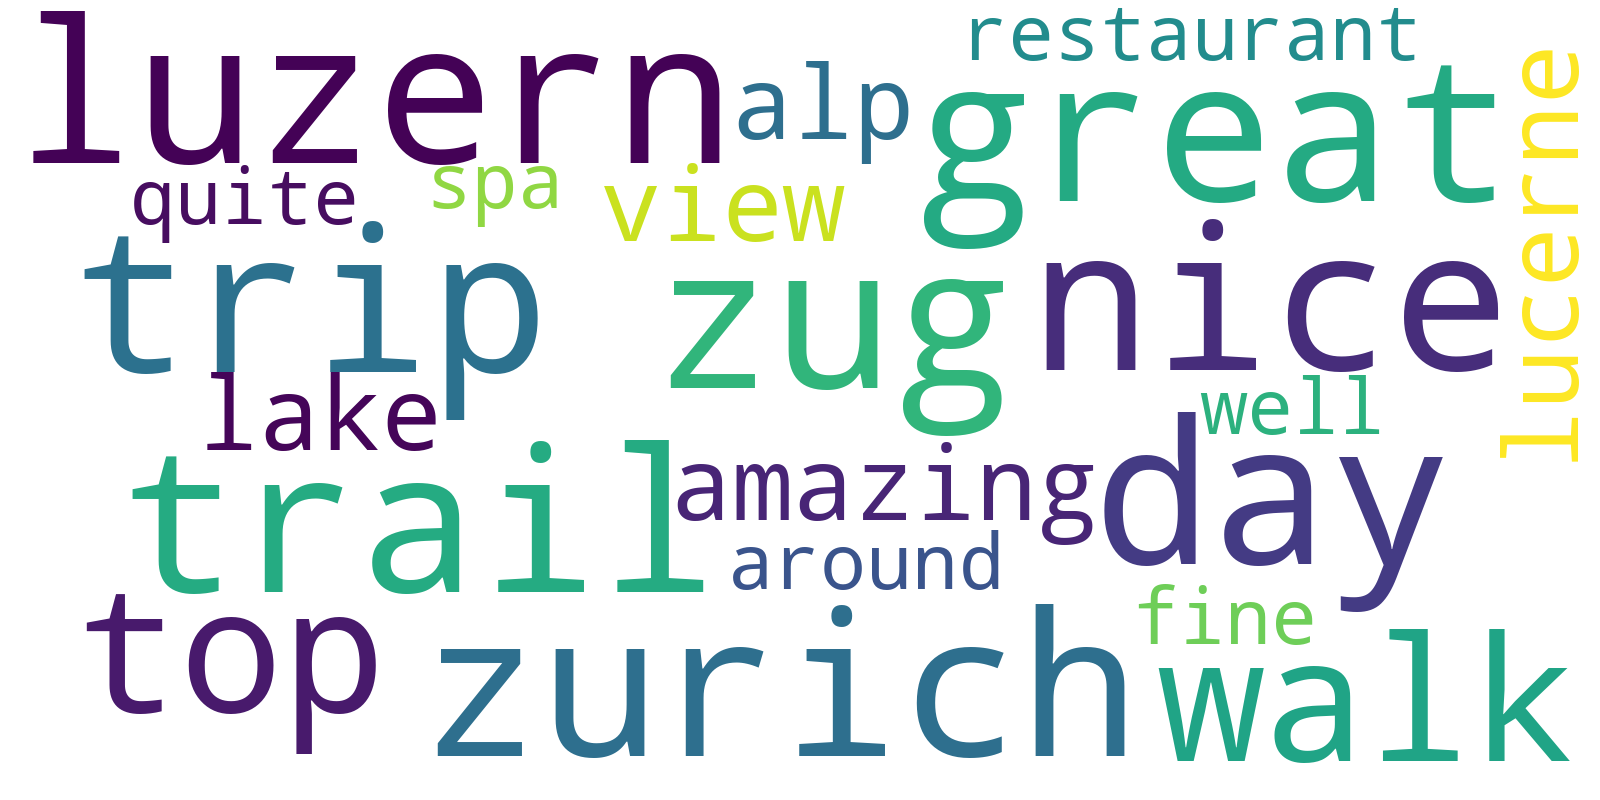 luzern
restaurant
alp
great
lucerne
quite
spa
view
trip
zug
nice
lake
well
trail
amazing
day
around
top
zurich
fine
walk